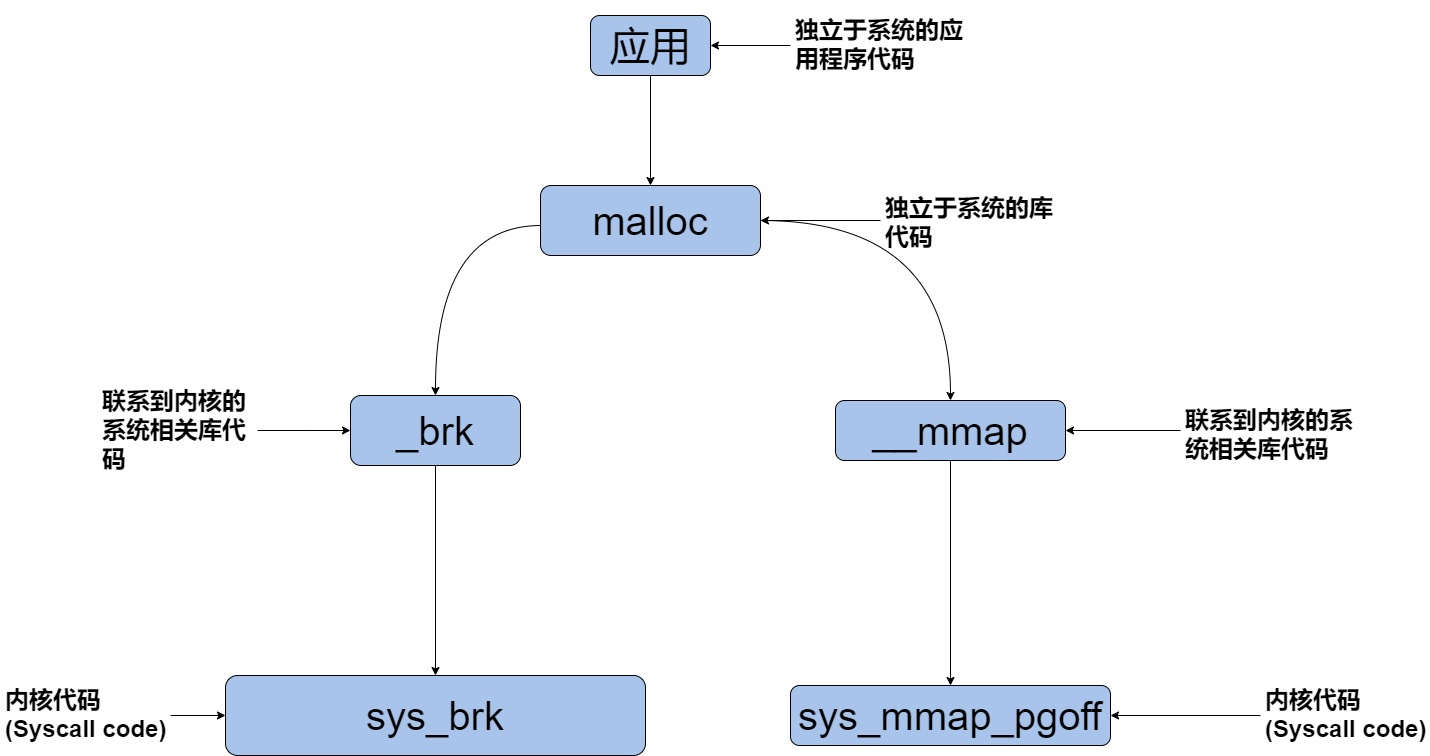 应用
独立于系统的应
用程序代码
malloc
独立于系统的库
代码
联系到内核的
系统相关库代
码
_brk
__mmap
联系到内核的系
统相关库代码
内核代码
(Syscall code)
sys_brk
sys_mmap_pgoff
内核代码
(Syscall code)